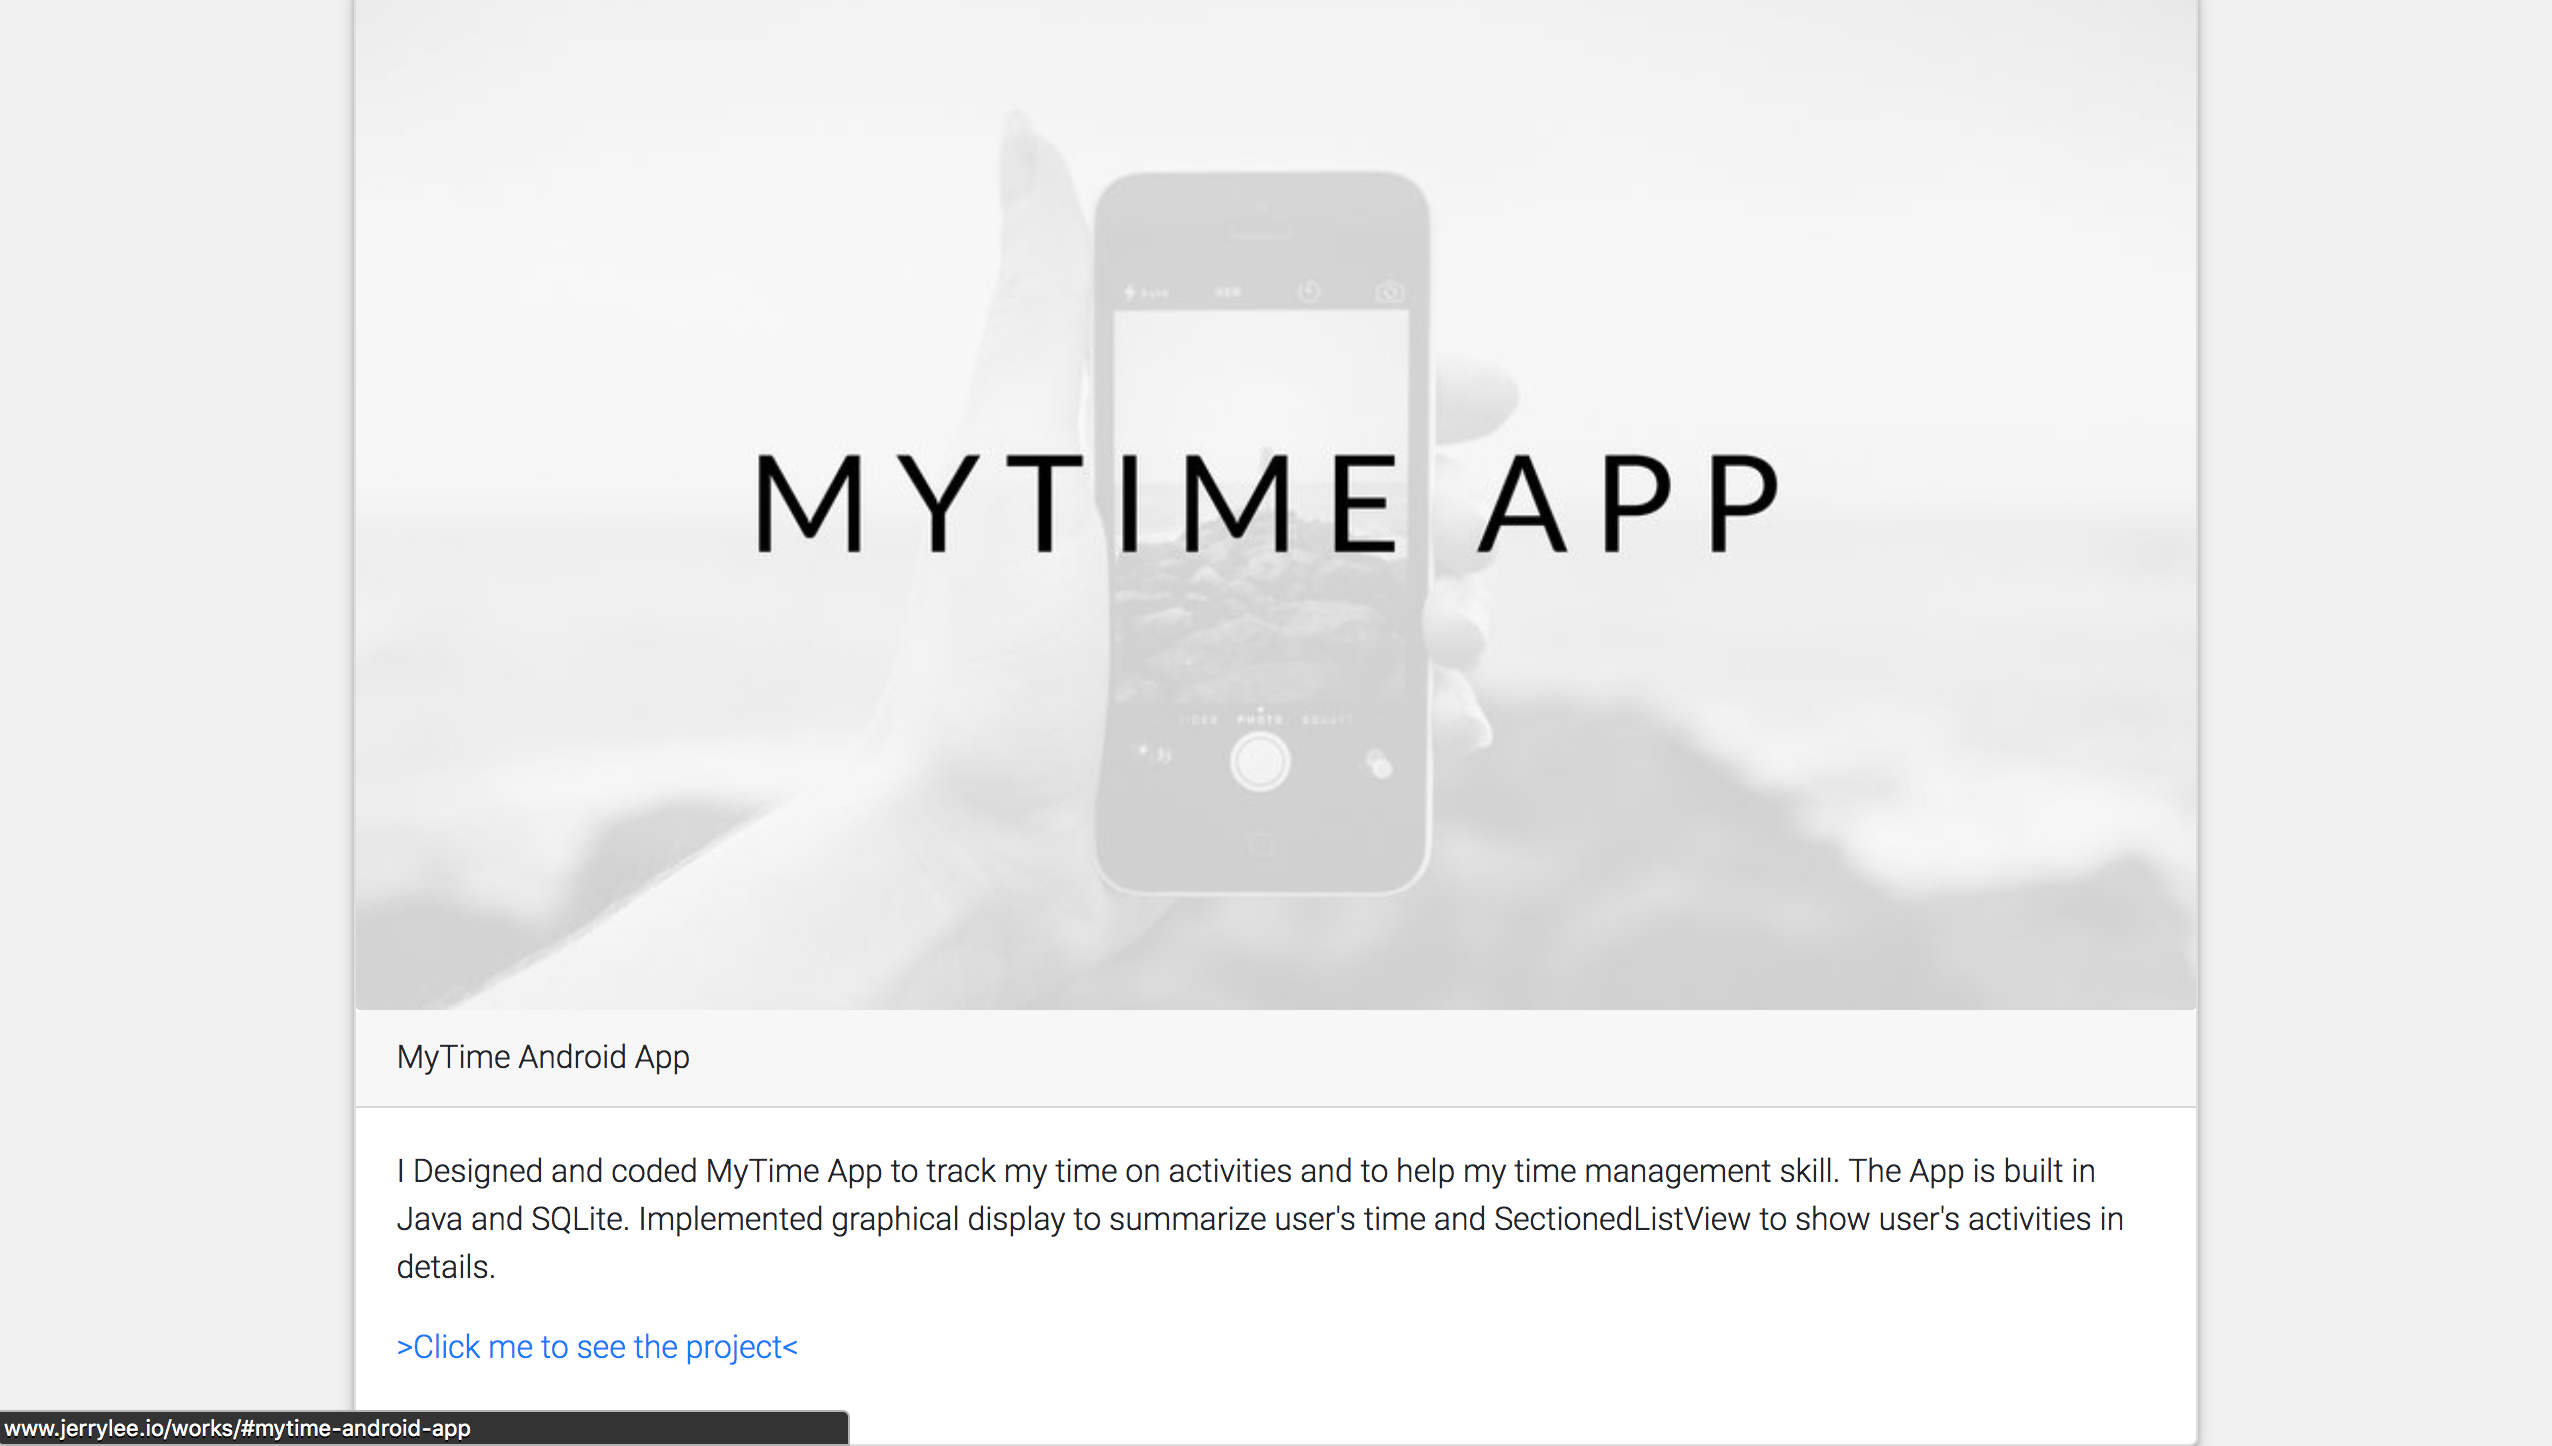 HDR
MYTIME APP
PHOTO
MyTime Android App
I Designed and coded MyTime App to track my time on activities and to help my time management skill. The App is built in
Java and SQLite. Implemented graphical display to summarize user's time and SectionedListView to show user's activities in
details.
>Click me to see the project<
www.jerrylee.io/works/#mytime-android-app